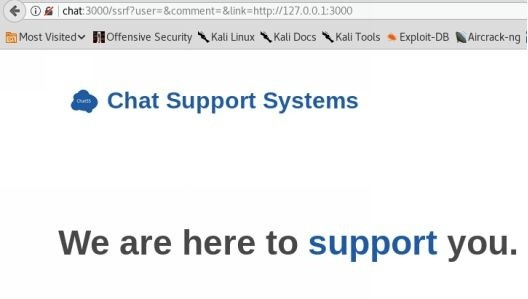 chat:3000/ssrf?user=&comment=&link=http://127.0.0.1:3000
Most Visited Offensive Security Kali Linux Kali Docs Kali Tools Exploit-DB Aircrack-ng
ChatSS Chat Support Systems
We are here to support you.